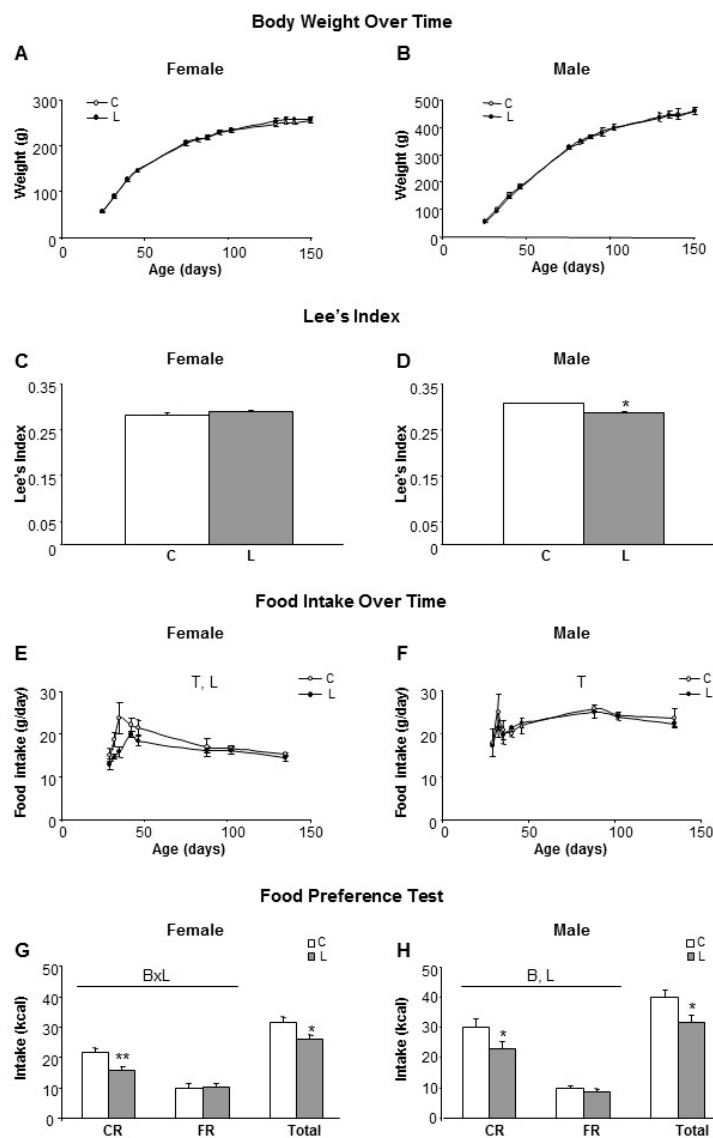 Body Weight Over Time
A
Female
300
200
100
0
Weight (g)
C
L
0
50
100
150
Age (days)
B
Male
500
400
300
200
100
0
Weight (g)
C
L
0
50
100
150
Age (days)
Lee's Index
C
Female
0.35
0.25
0.15
0.05
0
Lee's Index
C
L
D
Male
0.35
0.25
0.15
0.05
0
Lee's Index
*
C
L
Food Intake Over Time
E
Female
T, L
C
L
30
20
10
0
Food intake (g/day)
0
50
100
150
Age (days)
F
Male
T
C
L
30
20
10
0
Food intake (g/day)
0
50
100
150
Age (days)
Food Preference Test
G
Female
C
L
50
40
30
20
10
0
Intake (kcal)
BxL
**
*
CR
FR
Total
H
Male
C
L
50
40
30
20
10
0
Intake (kcal)
B, L
*
*
CR
FR
Total